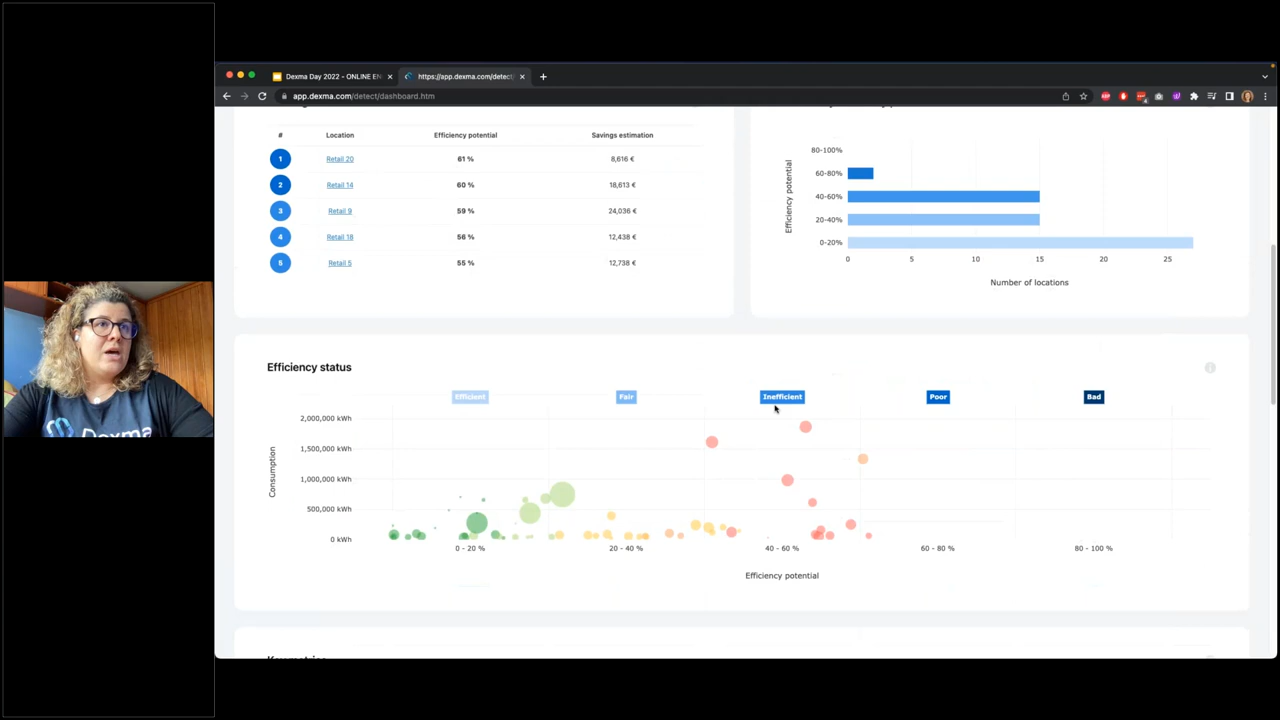 Dexma Day 2022 - ONLINE EN
https://app.dexma.com/detect/
app.dexma.com/detect/dashboard.htm
# Location Efficiency potential Savings estimation
1 Retail 20 61 % 8,616 €
2 Retail 14 60 % 18,613 €
3 Retail 9 59 % 24,036 €
4 Retail 18 56 % 12,438 €
5 Retail 5 55 % 12,738 €
Efficiency potential
80-100%
60-80%
40-60%
20-40%
0-20%
0 5 10 15 20 25
Number of locations
Efficiency status
Efficient Fair Inefficient Poor Bad
Consumption
2,000,000 kWh
1,500,000 kWh
1,000,000 kWh
500,000 kWh
0 kWh
0 - 20 % 20 - 40 % 40 - 60 % 60 - 80 % 80 - 100 %
Efficiency potential
Dexma